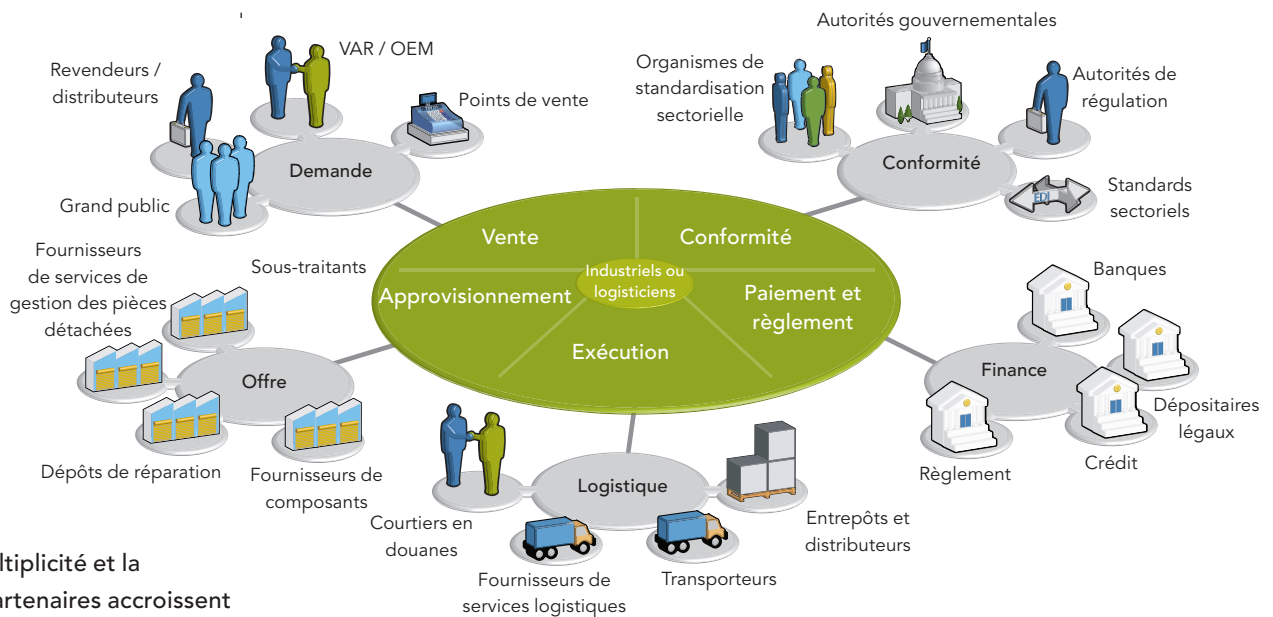 VAR / OEM
Revendeurs /
distributeurs
Points de vente
Demande
Grand public
Autorités gouvernementales
Organismes de
standardisation
sectorielle
Autorités de
régulation
Conformité
EDI
Standards
sectoriels
Vente
Conformité
Industriels ou
logisticiens
Approvisionnement
Paiement et
règlement
Exécution
Fournisseurs
de services de
gestion des pièces
détachées
Sous-traitants
Offre
Dépôts de réparation
Fournisseurs de
composants
Banques
Finance
Dépositaires
légaux
Crédit
Règlement
Logistique
Courtiers en
douanes
Fournisseurs de
services logistiques
Transporteurs
Entrepôts et
distributeurs
ltiplicité et la
artenaires accroissent